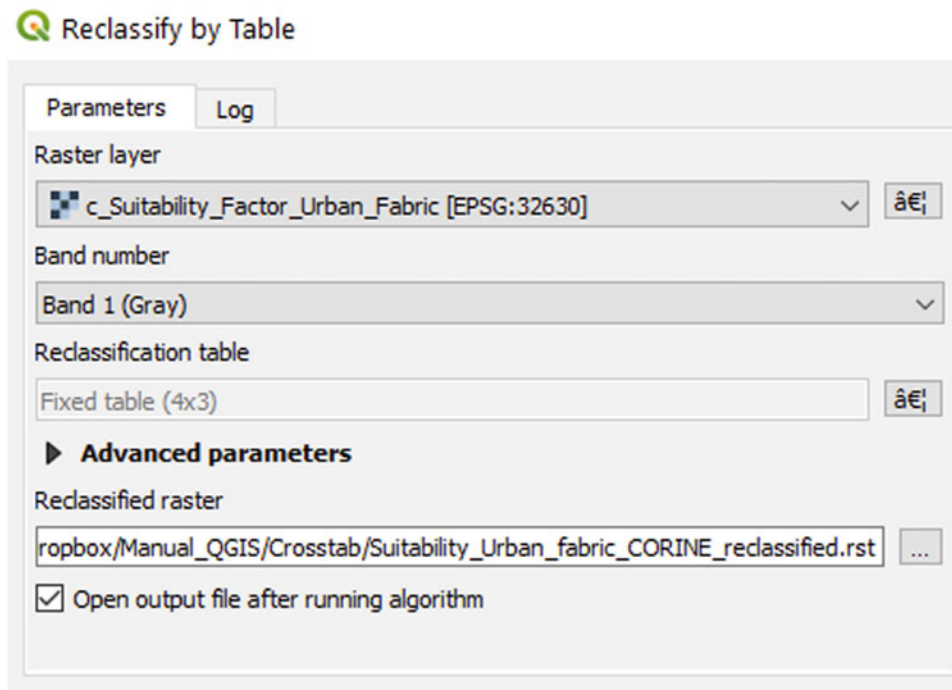 Reclassify by Table
Parameters Log
Raster layer
c_Suitability_Factor_Urban_Fabric [EPSG:32630]
â€¦
Band number
Band 1 (Gray)
Reclassification table
Fixed table (4x3)
â€¦
Advanced parameters
Reclassified raster
ropbox/Manual_QGIS/Crosstab/Suitability_Urban_fabric_CORINE_reclassified.rst
...
Open output file after running algorithm